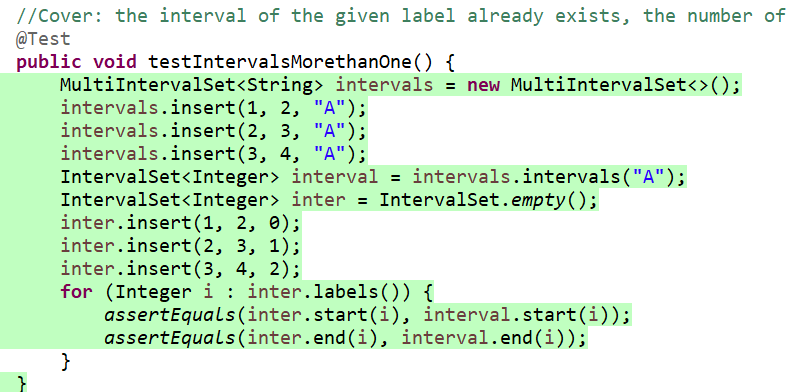 //Cover: the interval of the given label already exists, the number of
@Test
public void testIntervalsMorethanOne() {
    MultiIntervalSet<String> intervals = new MultiIntervalSet<>();
    intervals.insert(1, 2, "A");
    intervals.insert(2, 3, "A");
    intervals.insert(3, 4, "A");
    IntervalSet<Integer> interval = intervals.intervals("A");
    IntervalSet<Integer> inter = IntervalSet.empty();
    inter.insert(1, 2, 0);
    inter.insert(2, 3, 1);
    inter.insert(3, 4, 2);
    for (Integer i : inter.labels()) {
        assertEquals(inter.start(i), interval.start(i));
        assertEquals(inter.end(i), interval.end(i));
    }
}